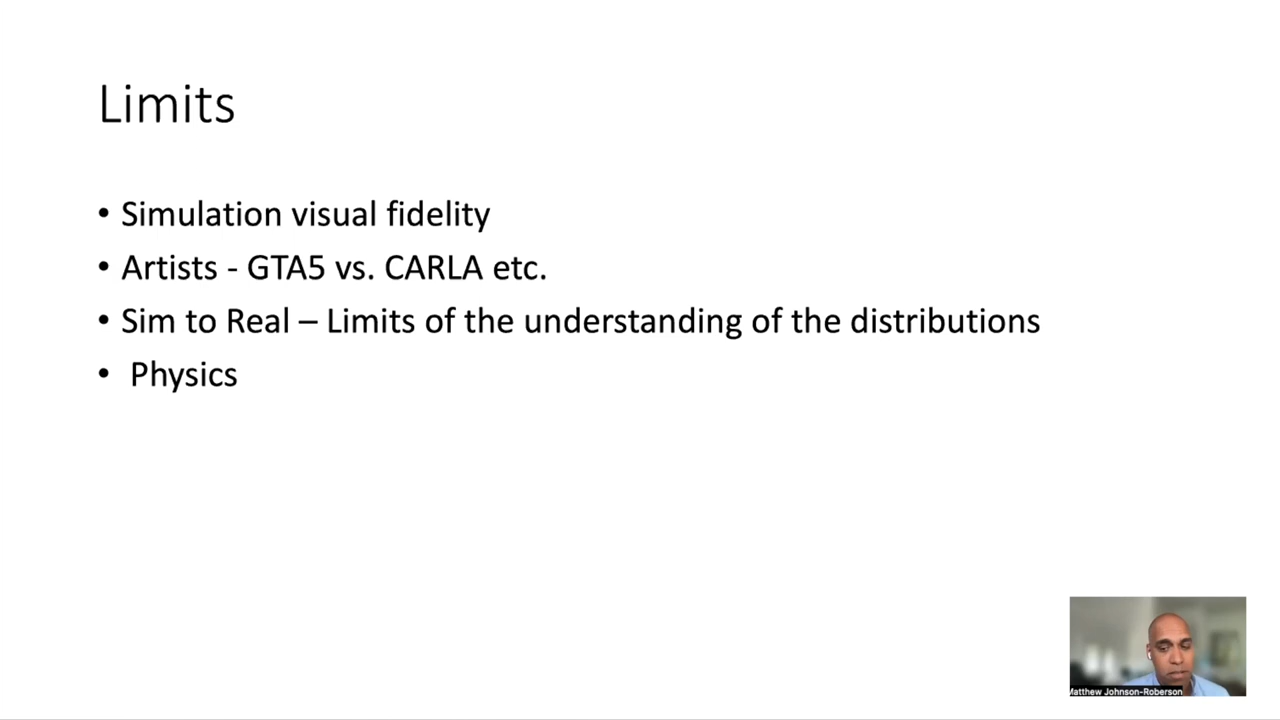 Limits
• Simulation visual fidelity
• Artists - GTA5 vs. CARLA etc.
• Sim to Real – Limits of the understanding of the distributions
• Physics
Matthew Johnson-Roberson